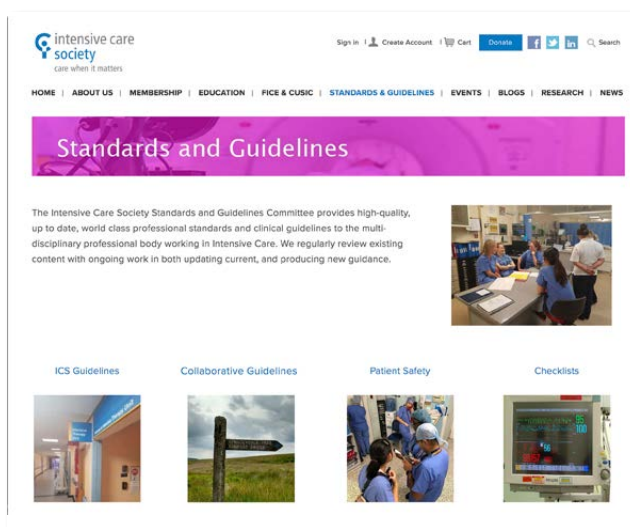 intensive care
society
care when it matters
Sign in | Create Account | Cart Donate Search
HOME | ABOUT US | MEMBERSHIP | EDUCATION | FICE & CUSIC | STANDARDS & GUIDELINES | EVENTS | BLOGS | RESEARCH | NEWS
Standards and Guidelines
The Intensive Care Society Standards and Guidelines Committee provides high-quality,
up to date, world class professional standards and clinical guidelines to the multi-
disciplinary professional body working in Intensive Care. We regularly review existing
content with ongoing work in both updating current, and producing new guidance.
ICS Guidelines
Collaborative Guidelines
Patient Safety
Checklists